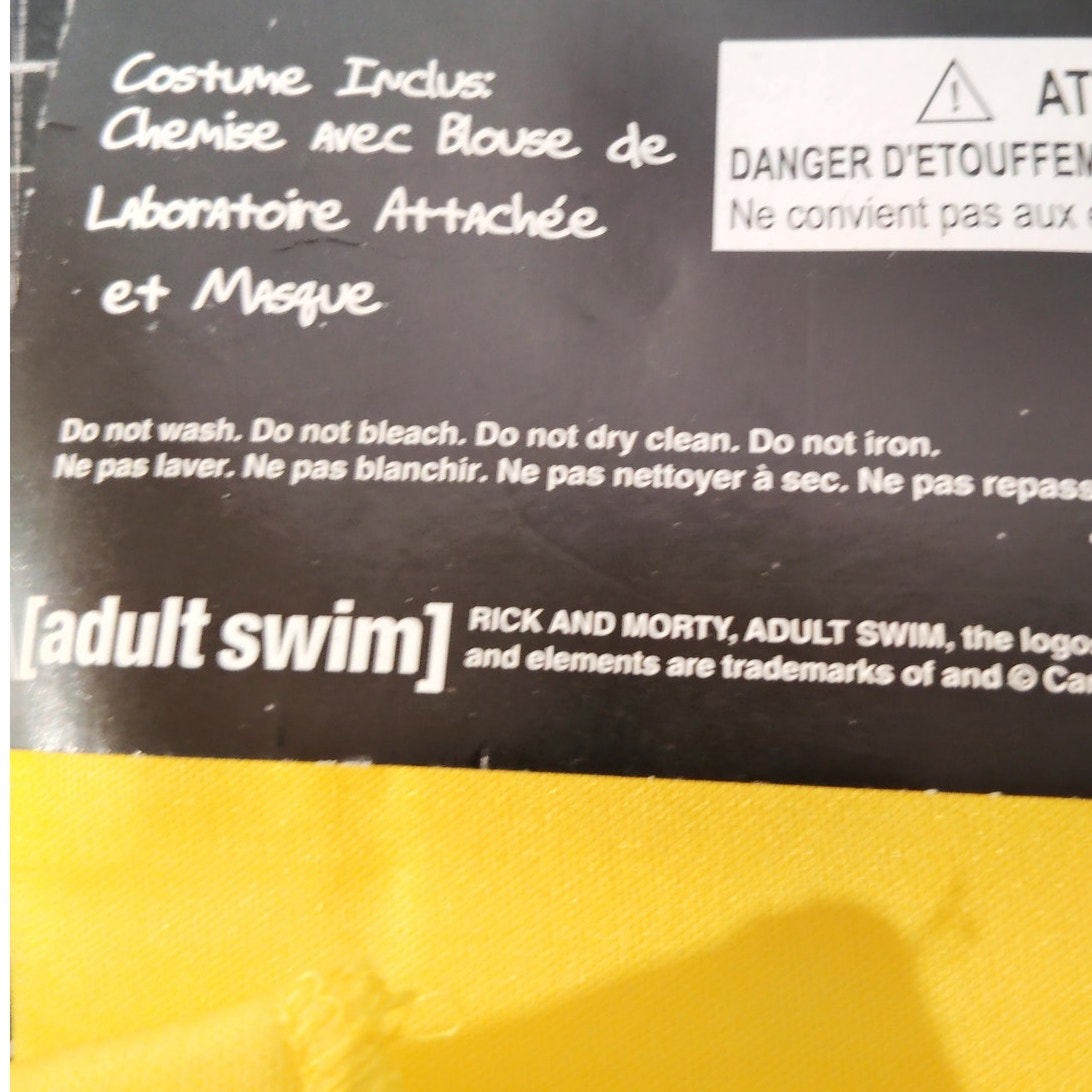 Costume Inclus:
Chemise avec Blouse de
Laboratoire Attachée
et Masque
DANGER D'ETOUFFEM
Ne convient pas aux
Do not wash. Do not bleach. Do not dry clean. Do not iron.
Ne pas laver. Ne pas blanchir. Ne pas nettoyer à sec. Ne pas repass
[adult swim]
RICK AND MORTY, ADULT SWIM, the logos
and elements are trademarks of and © Car